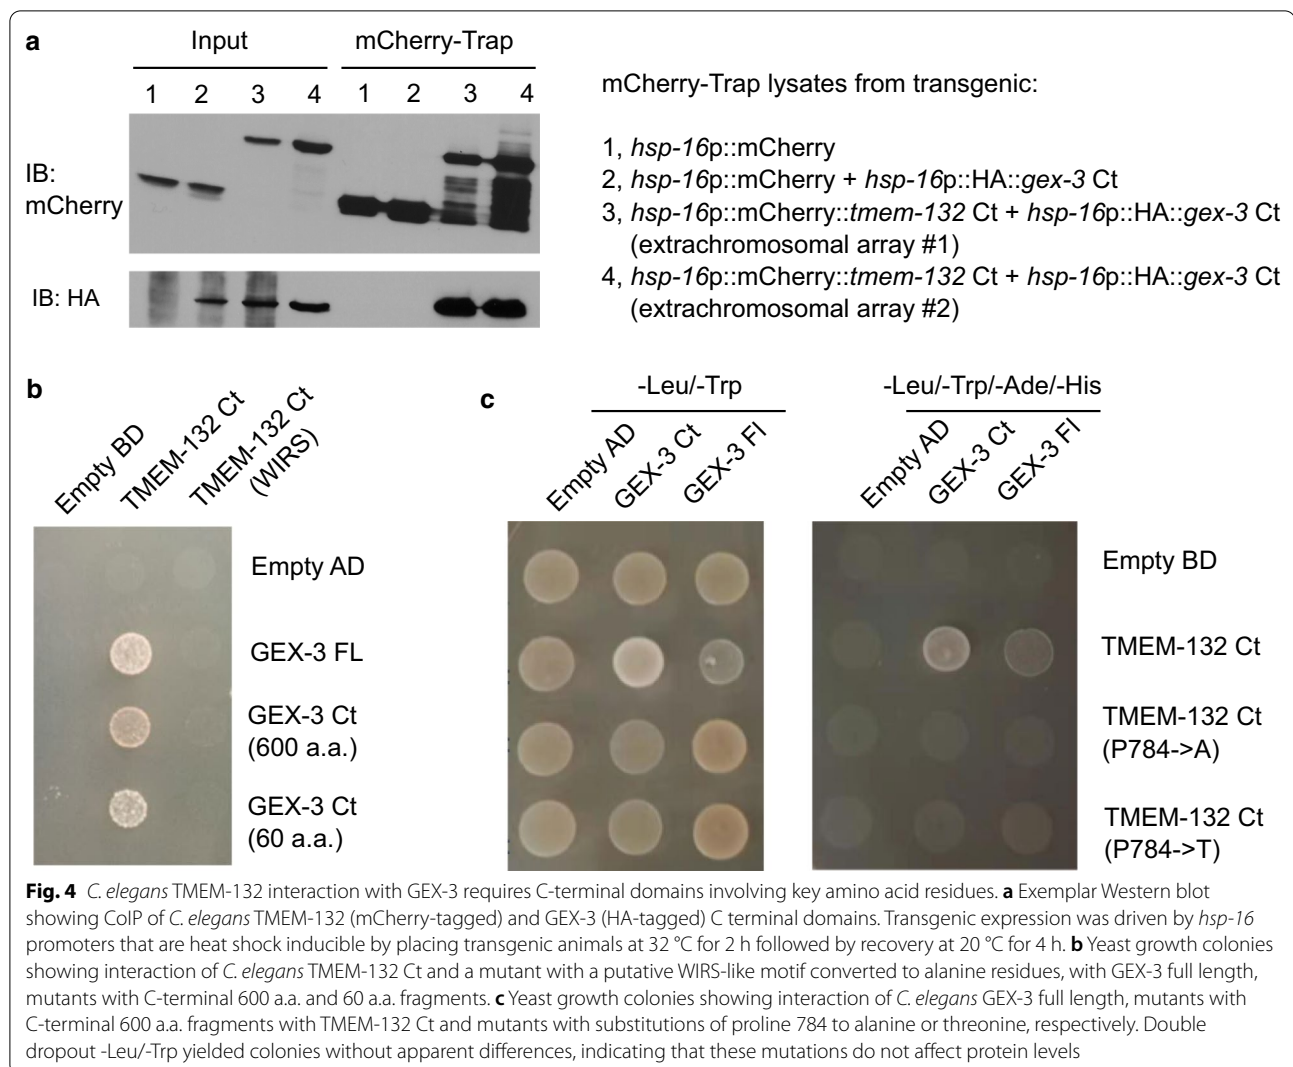 a
Input
mCherry-Trap
1 2 3 4 1 2 3 4
IB:
mCherry
IB: HA
mCherry-Trap lysates from transgenic:
1, hsp-16p::mCherry
2, hsp-16p::mCherry + hsp-16p::HA::gex-3 Ct
3, hsp-16p::mCherry::tmem-132 Ct + hsp-16p::HA::gex-3 Ct
(extrachromosomal array #1)
4, hsp-16p::mCherry::tmem-132 Ct + hsp-16p::HA::gex-3 Ct
(extrachromosomal array #2)
b
Empty BD
TMEM-132 Ct
TMEM-132 Ct
(WIRS)
Empty AD
GEX-3 FL
GEX-3 Ct
(600 a.a.)
GEX-3 Ct
(60 a.a.)
c
-Leu/-Trp
Empty AD
GEX-3 Ct
GEX-3 Fl
-Leu/-Trp/-Ade/-His
Empty AD
GEX-3 Ct
GEX-3 Fl
Empty BD
TMEM-132 Ct
TMEM-132 Ct
(P784->A)
TMEM-132 Ct
(P784->T)
Fig. 4 C. elegans TMEM-132 interaction with GEX-3 requires C-terminal domains involving key amino acid residues. a Exemplar Western blot
showing CoIP of C. elegans TMEM-132 (mCherry-tagged) and GEX-3 (HA-tagged) C terminal domains. Transgenic expression was driven by hsp-16
promoters that are heat shock inducible by placing transgenic animals at 32 °C for 2 h followed by recovery at 20 °C for 4 h. b Yeast growth colonies
showing interaction of C. elegans TMEM-132 Ct and a mutant with a putative WIRS-like motif converted to alanine residues, with GEX-3 full length,
mutants with C-terminal 600 a.a. and 60 a.a. fragments. c Yeast growth colonies showing interaction of C. elegans GEX-3 full length, mutants with
C-terminal 600 a.a. fragments with TMEM-132 Ct and mutants with substitutions of proline 784 to alanine or threonine, respectively. Double
dropout -Leu/-Trp yielded colonies without apparent differences, indicating that these mutations do not affect protein levels